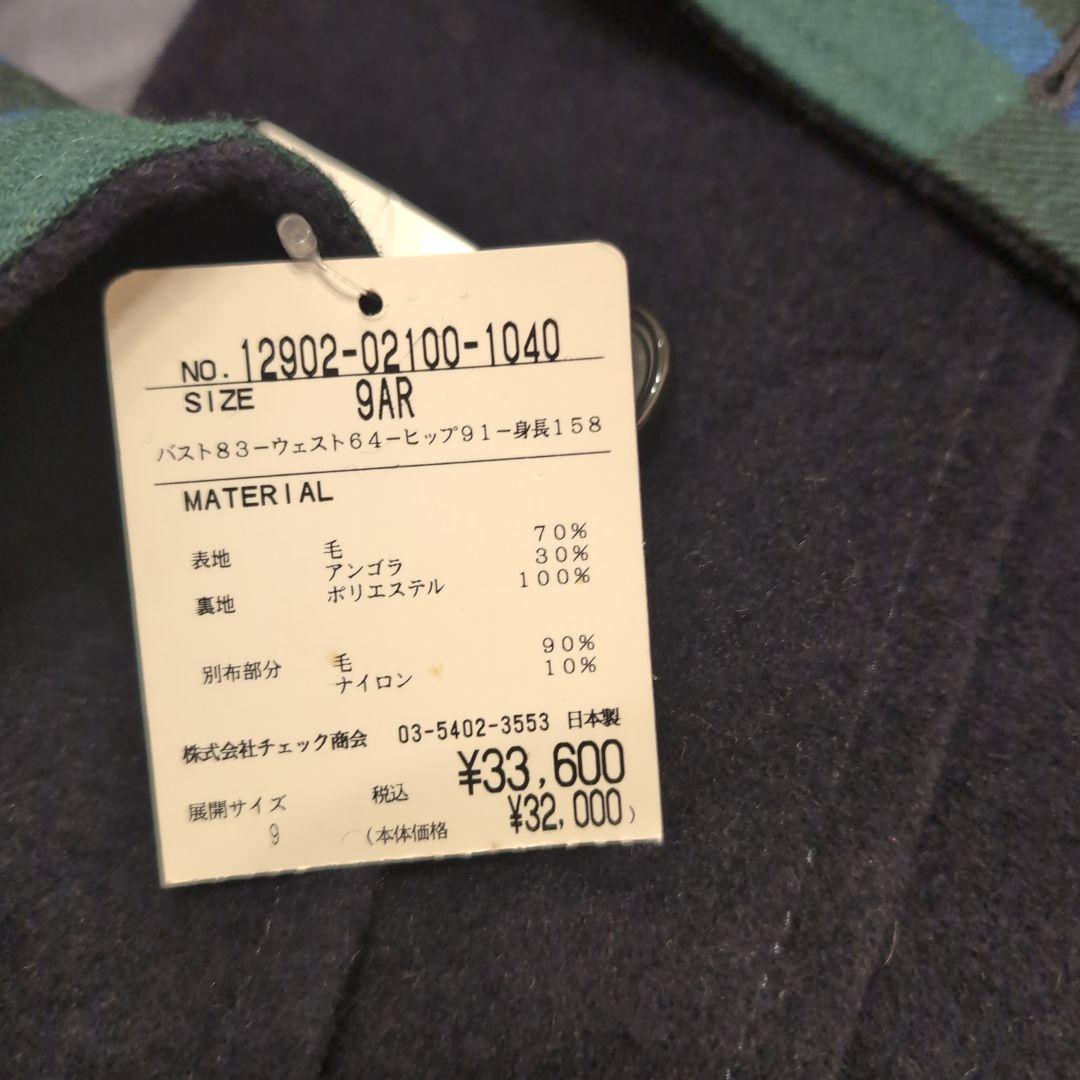 NO. 12902-02100-1040
SIZE 9AR
バスト83－ウェスト64－ヒップ91－身長158
MATERIAL
表地 毛 70%
アンゴラ 30%
裏地 ポリエステル 100%
別布部分 毛 90%
ナイロン 10%
株式会社チェック商会 03-5402-3553 日本製
¥33,600
展開サイズ 税込
9 (本体価格 ¥32,000)